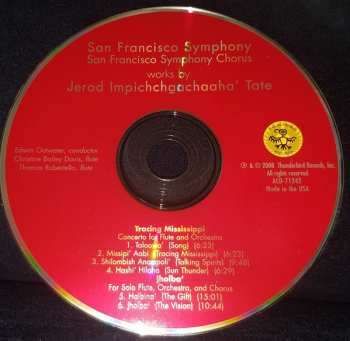 San Francisco Symphony
San Francisco Symphony Chorus
works by
Jerod Impichchgachaaha' Tate
Edwin Outwater, conductor
Christine Bailey Davis, flute
Thomas Robertello, flute
℗ & © 2008 Thunderbird Records, Inc.
All rights reserved
ACD-71242
Made in the USA
Tracing Mississippi
Concerto for Flute and Orchestra
1. Taloowa' (Song) (6:23)
2. Missipi' Aabi (Tracing Mississippi) (6:23)
3. Shilombish Anompoli' (Talking Spirits) (9:40)
4. Hashi' Hiloha (Sun Thunder) (6:29)
Iholba'
For Solo Flute, Orchestra, and Chorus
5. Halbina' (The Gift) (15:01)
6. Iholba' (The Vision) (10:44)